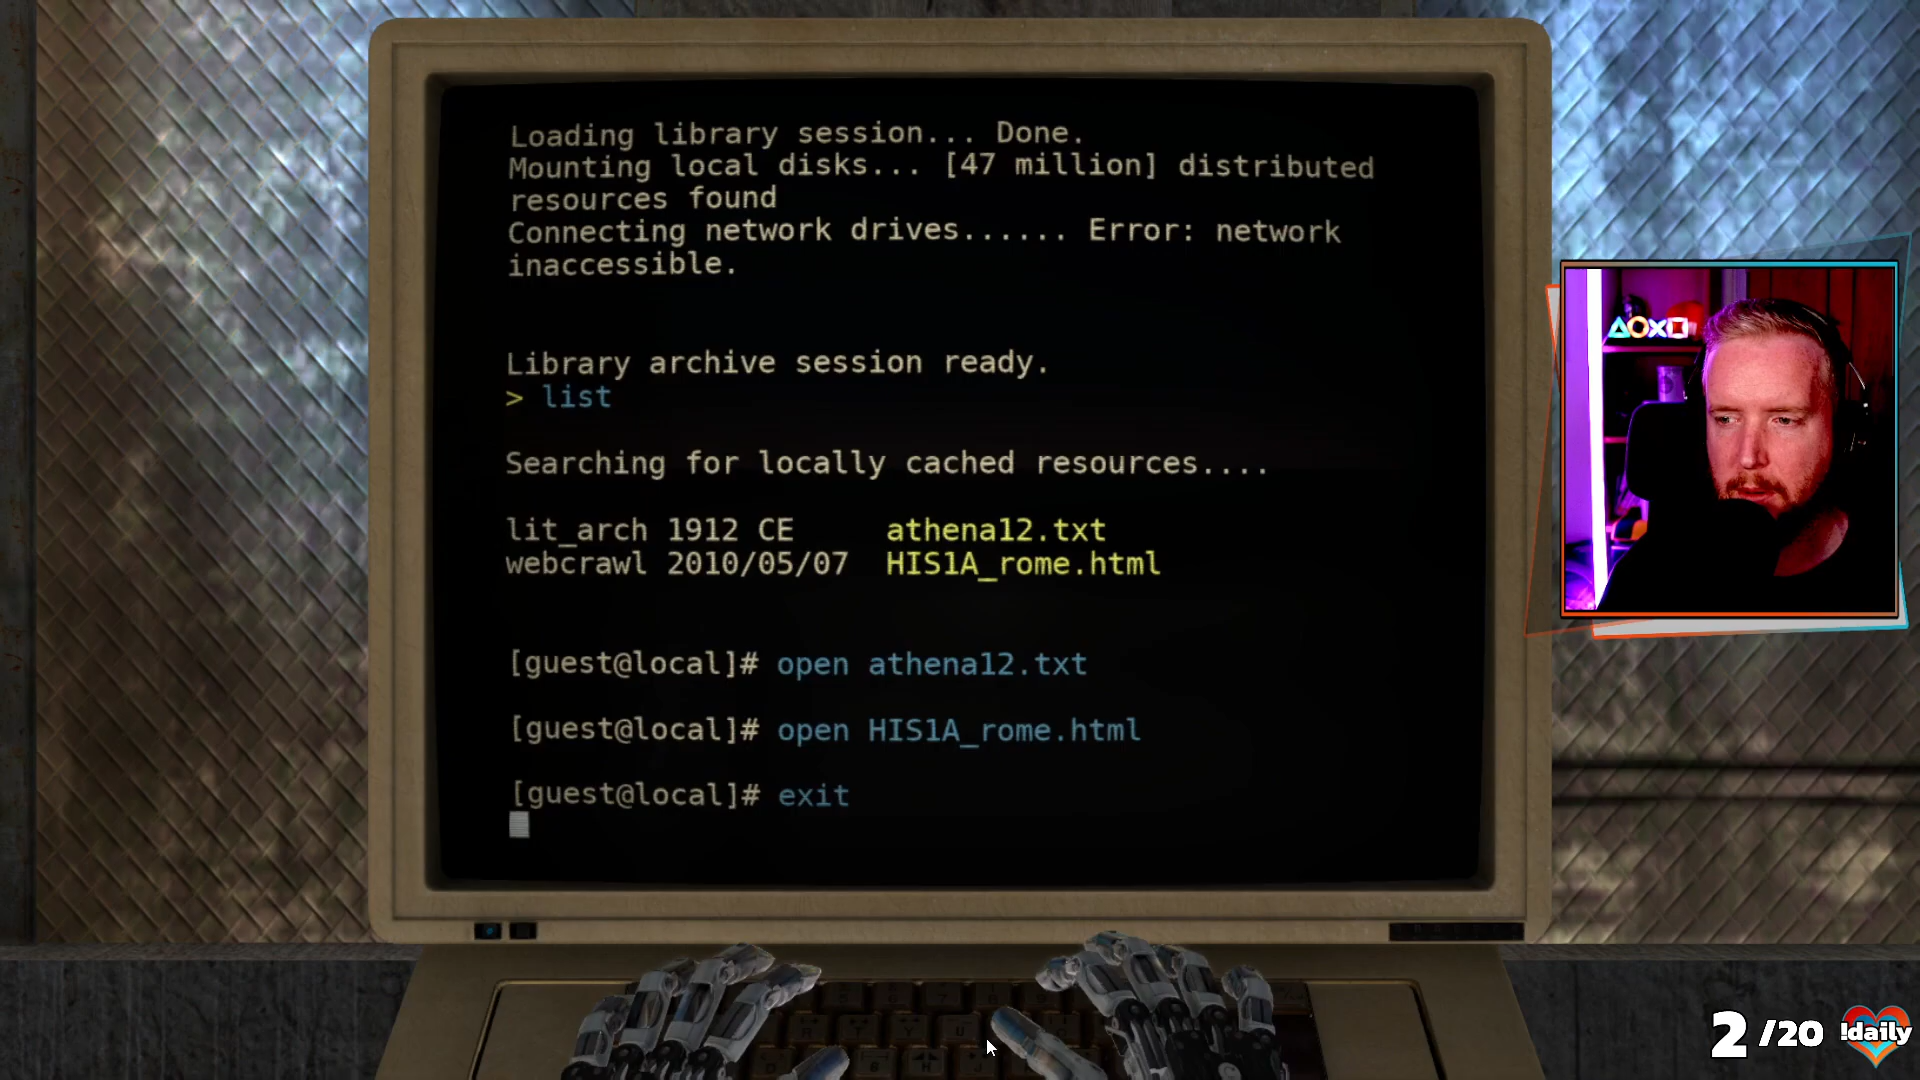 Loading library session... Done.
Mounting local disks... [47 million] distributed
resources found
Connecting network drives...... Error: network
inaccessible.
Library archive session ready.
> list
Searching for locally cached resources....
lit_arch 1912 CE athena12.txt
webcrawl 2010/05/07 HIS1A_rome.html
[guest@local]# open athena12.txt
[guest@local]# open HIS1A_rome.html
[guest@local]# exit
2 /20 !daily